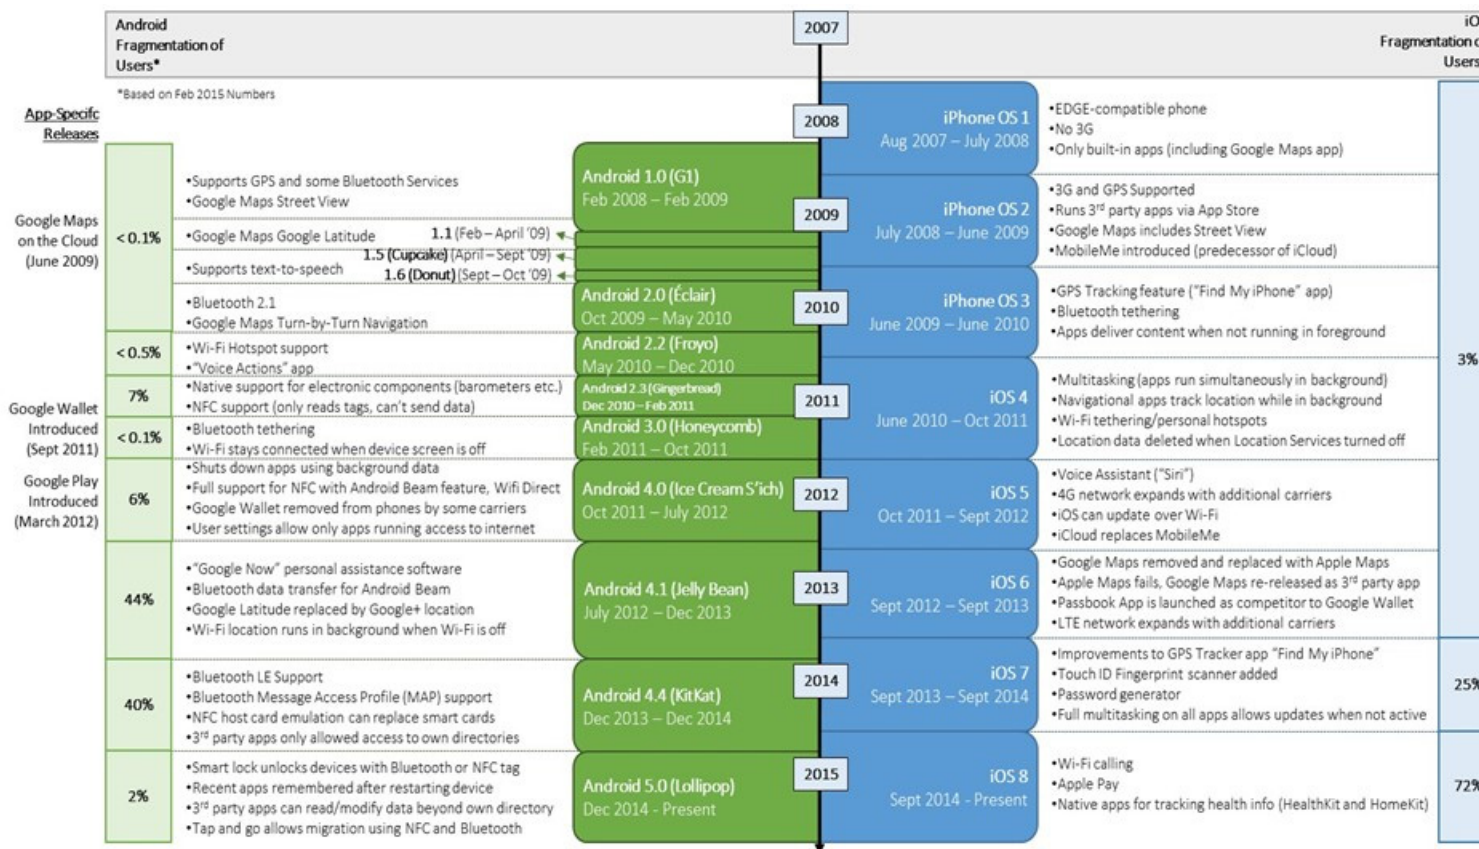 Android
Fragmentation of
Users*
2007
iO
Fragmentation o
Users
*Based on Feb 2015 Numbers
App-Specifc
Releases
Google Maps
on the Cloud
(June 2009)
Google Wallet
Introduced
(Sept 2011)
Google Play
Introduced
(March 2012)
< 0.1%
•Supports GPS and some Bluetooth Services
•Google Maps Street View
Android 1.0 (G1)
Feb 2008 – Feb 2009
•Google Maps Google Latitude
1.1 (Feb – April '09)
1.5 (Cupcake) (April – Sept '09)
•Supports text-to-speech
1.6 (Donut) (Sept – Oct '09)
•Bluetooth 2.1
•Google Maps Turn-by-Turn Navigation
Android 2.0 (Éclair)
Oct 2009 – May 2010
< 0.5%
•Wi-Fi Hotspot support
•"Voice Actions" app
Android 2.2 (Froyo)
May 2010 – Dec 2010
7%
•Native support for electronic components (barometers etc.)
•NFC support (only reads tags, can't send data)
Android 2.3 (Gingerbread)
Dec 2010 – Feb 2011
< 0.1%
•Bluetooth tethering
•Wi-Fi stays connected when device screen is off
Android 3.0 (Honeycomb)
Feb 2011 – Oct 2011
6%
•Shuts down apps using background data
•Full support for NFC with Android Beam feature, Wifi Direct
•Google Wallet removed from phones by some carriers
•User settings allow only apps running access to internet
Android 4.0 (Ice Cream S'ich)
Oct 2011 – July 2012
44%
•"Google Now" personal assistance software
•Bluetooth data transfer for Android Beam
•Google Latitude replaced by Google+ location
•Wi-Fi location runs in background when Wi-Fi is off
Android 4.1 (Jelly Bean)
July 2012 – Dec 2013
40%
•Bluetooth LE Support
•Bluetooth Message Access Profile (MAP) support
•NFC host card emulation can replace smart cards
•3rd party apps only allowed access to own directories
Android 4.4 (KitKat)
Dec 2013 – Dec 2014
2%
•Smart lock unlocks devices with Bluetooth or NFC tag
•Recent apps remembered after restarting device
•3rd party apps can read/modify data beyond own directory
•Tap and go allows migration using NFC and Bluetooth
Android 5.0 (Lollipop)
Dec 2014 - Present
2008
2009
2010
2011
2012
2013
2014
2015
iPhone OS 1
Aug 2007 – July 2008
•EDGE-compatible phone
•No 3G
•Only built-in apps (including Google Maps app)
iPhone OS 2
July 2008 – June 2009
•3G and GPS Supported
•Runs 3rd party apps via App Store
•Google Maps includes Street View
•MobileMe introduced (predecessor of iCloud)
iPhone OS 3
June 2009 – June 2010
•GPS Tracking feature ("Find My iPhone" app)
•Bluetooth tethering
•Apps deliver content when not running in foreground
iOS 4
June 2010 – Oct 2011
•Multitasking (apps run simultaneously in background)
•Navigational apps track location while in background
•Wi-Fi tethering/personal hotspots
•Location data deleted when Location Services turned off
iOS 5
Oct 2011 – Sept 2012
•Voice Assistant ("Siri")
•4G network expands with additional carriers
•iOS can update over Wi-Fi
•iCloud replaces MobileMe
iOS 6
Sept 2012 – Sept 2013
•Google Maps removed and replaced with Apple Maps
•Apple Maps fails, Google Maps re-released as 3rd party app
•Passbook App is launched as competitor to Google Wallet
•LTE network expands with additional carriers
3%
iOS 7
Sept 2013 – Sept 2014
•Improvements to GPS Tracker app "Find My iPhone"
•Touch ID Fingerprint scanner added
•Password generator
•Full multitasking on all apps allows updates when not active
25%
iOS 8
Sept 2014 - Present
•Wi-Fi calling
•Apple Pay
•Native apps for tracking health info (HealthKit and HomeKit)
72%